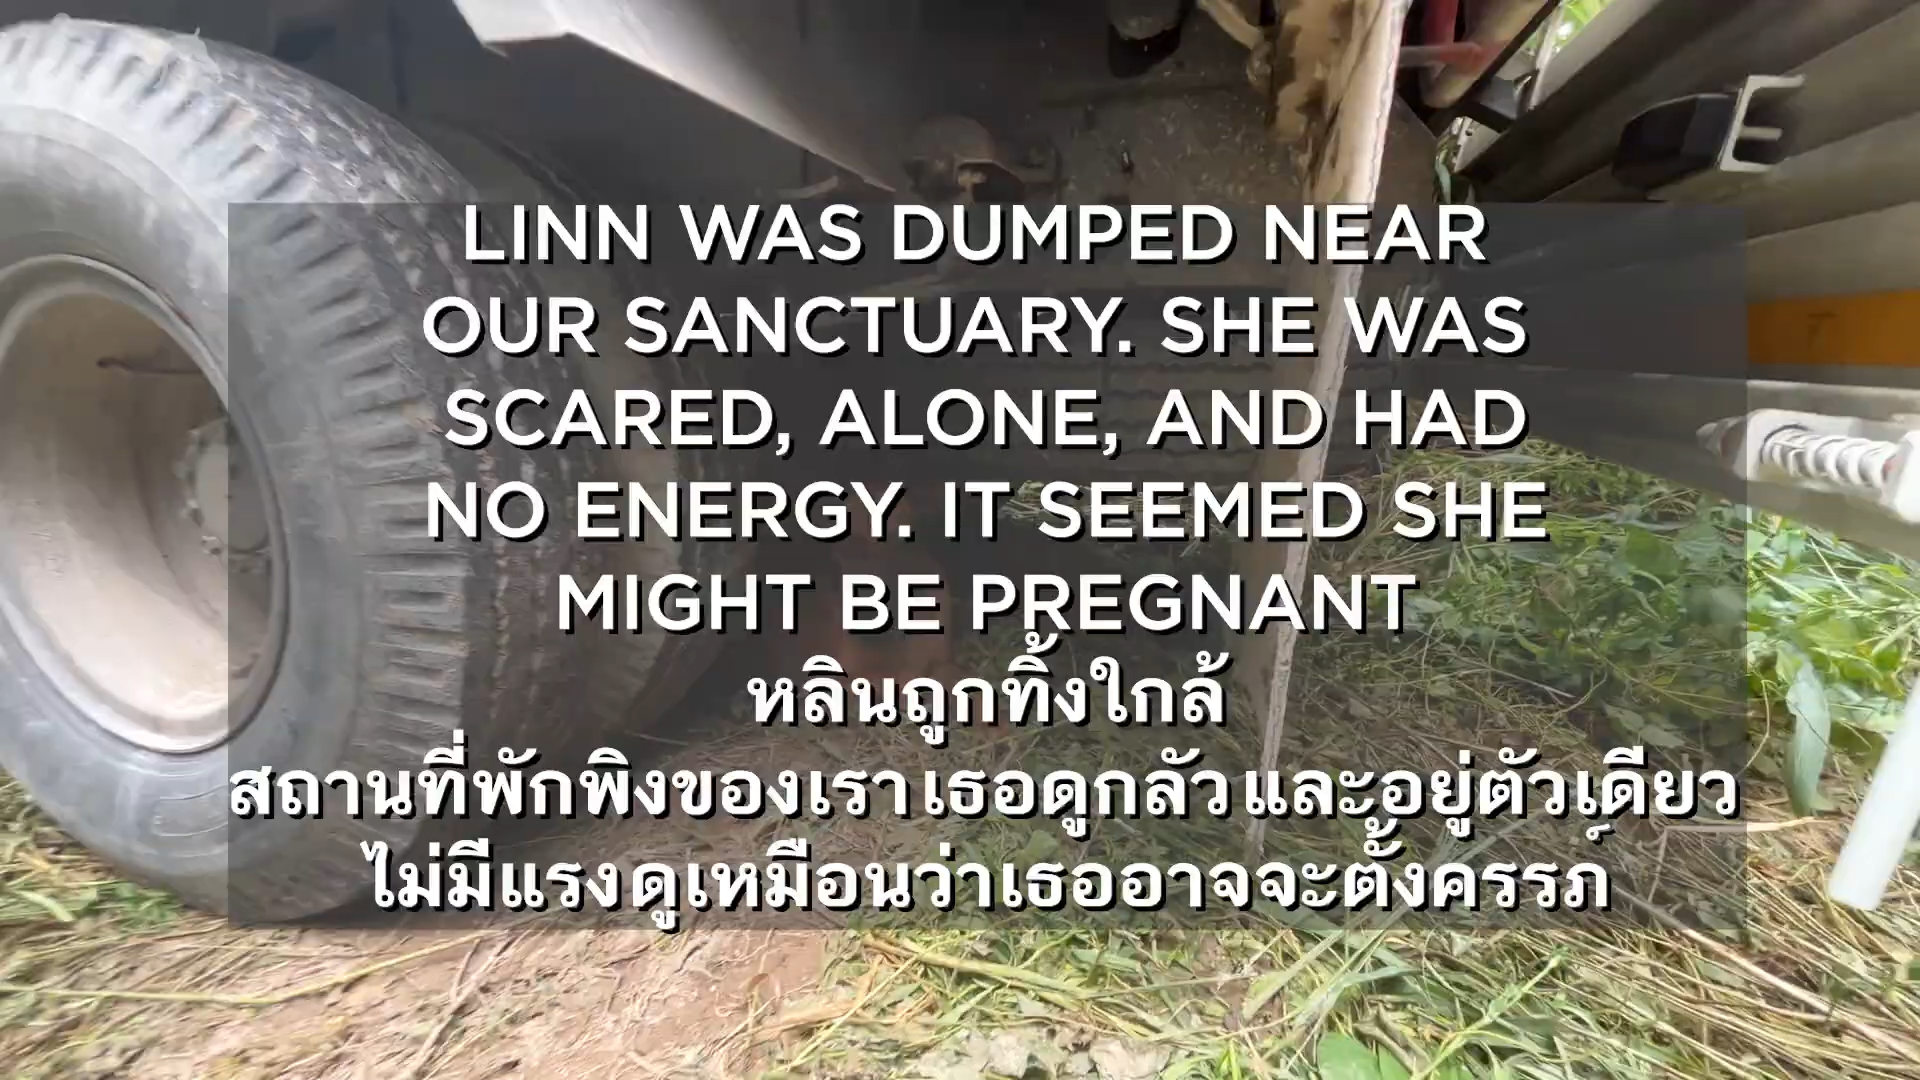 LINN WAS DUMPED NEAR
OUR SANCTUARY. SHE WAS
SCARED, ALONE, AND HAD
NO ENERGY. IT SEEMED SHE
MIGHT BE PREGNANT
หลินถูกทิ้งใกล้
สถานที่พักพิงของเรา เธอดูกลัว และอยู่ตัวเดียว
ไม่มีแรง ดูเหมือนว่าเธออาจจะตั้งครรภ์